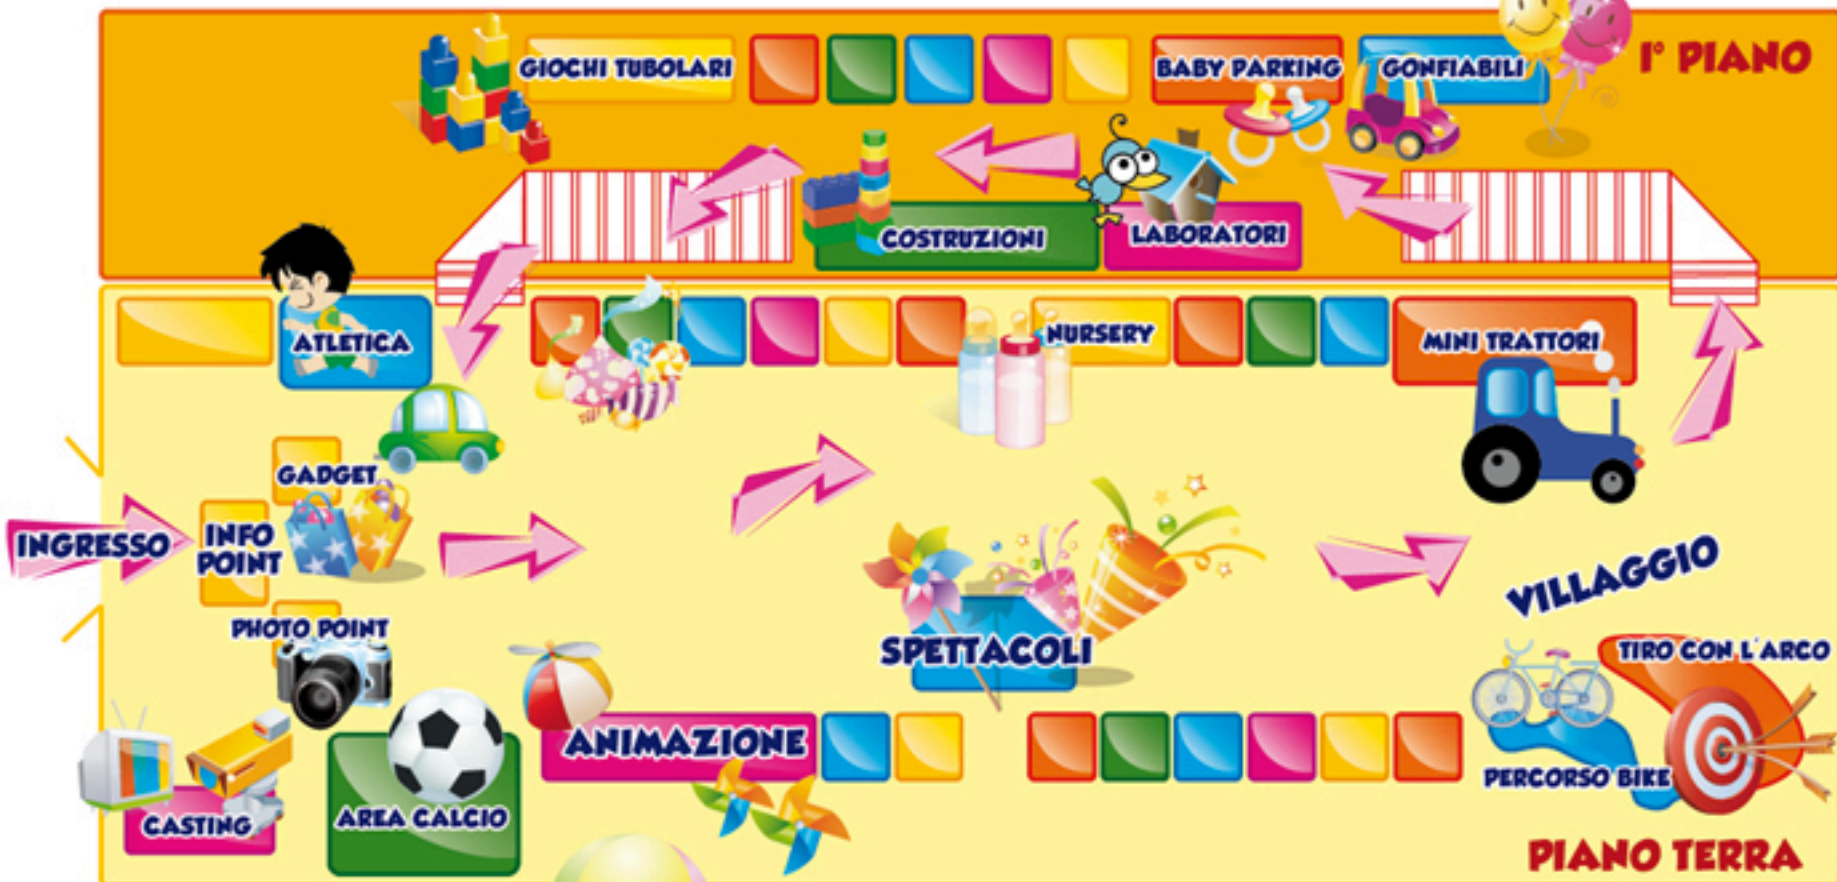 GIOCHI TUBOLARI
BABY PARKING
GONFIABILI
1° PIANO
COSTRUZIONI
LABORATORI
ATLETICA
NURSERY
MINI TRATTORI
GADGET
INGRESSO
INFO
POINT
VILLAGGIO
PHOTO POINT
SPETTACOLI
TIRO CON L'ARCO
ANIMAZIONE
PERCORSO BIKE
CASTING
AREA CALCIO
PIANO TERRA